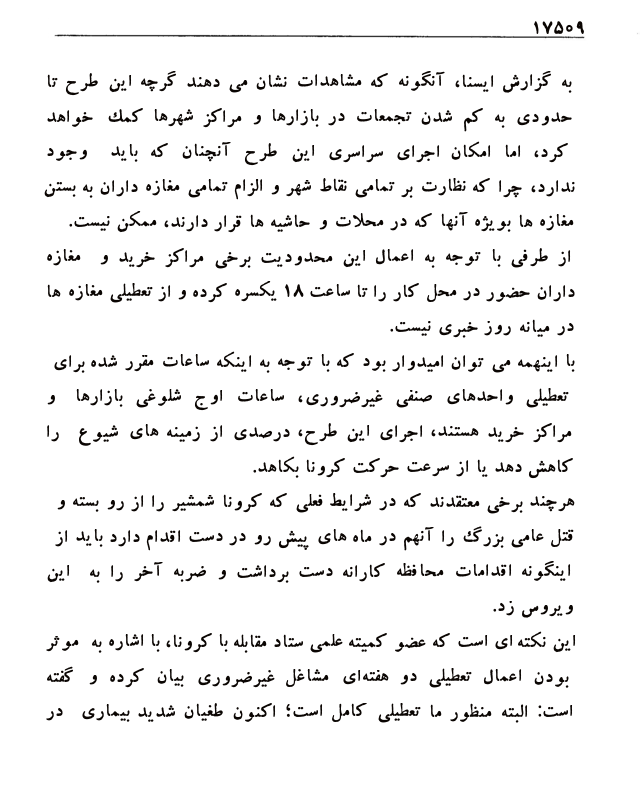 ۱۷۵۰۹
به گزارش ایسنا، آنگونه که مشاهدات نشان می دهند گرچه این طرح تا
حدودی به کم شدن تجمعات در بازارها و مراکز شهرها کمك خواهد
کرد، اما امکان اجرای سراسری این طرح آنچنان که باید وجود
ندارد، چرا که نظارت بر تمامی نقاط شهر و الزام تمامی مغازه داران به بستن
مغازه ها بویژه آنها که در محلات و حاشیه ها قرار دارند، ممکن نیست.
از طرفی با توجه به اعمال این محدودیت برخی مراکز خرید و مغازه
داران حضور در محل کار را تا ساعت ۱۸ یکسره کرده و از تعطیلی مغازه ها
در میانه روز خبری نیست.
با اینهمه می توان امیدوار بود که با توجه به اینکه ساعات مقرر شده برای
تعطیلی واحدهای صنفی غیرضروری، ساعات اوج شلوغی بازارها و
مراکز خرید هستند، اجرای این طرح، درصدی از زمینه های شیوع را
کاهش دهد یا از سرعت حرکت کرونا بکاهد.
هرچند برخی معتقدند که در شرایط فعلی که کرونا شمشیر را از رو بسته و
قتل عامی بزرگ را آنهم در ماه های پیش رو در دست اقدام دارد باید از
اینگونه اقدامات محافظه کارانه دست برداشت و ضربه آخر را به این
ویروس زد.
این نکته ای است که عضو کمیته علمی ستاد مقابله با کرونا، با اشاره به موثر
بودن اعمال تعطیلی دو هفته‌ای مشاغل غیرضروری بیان کرده و گفته
است: البته منظور ما تعطیلی کامل است؛ اکنون طغیان شدید بیماری در